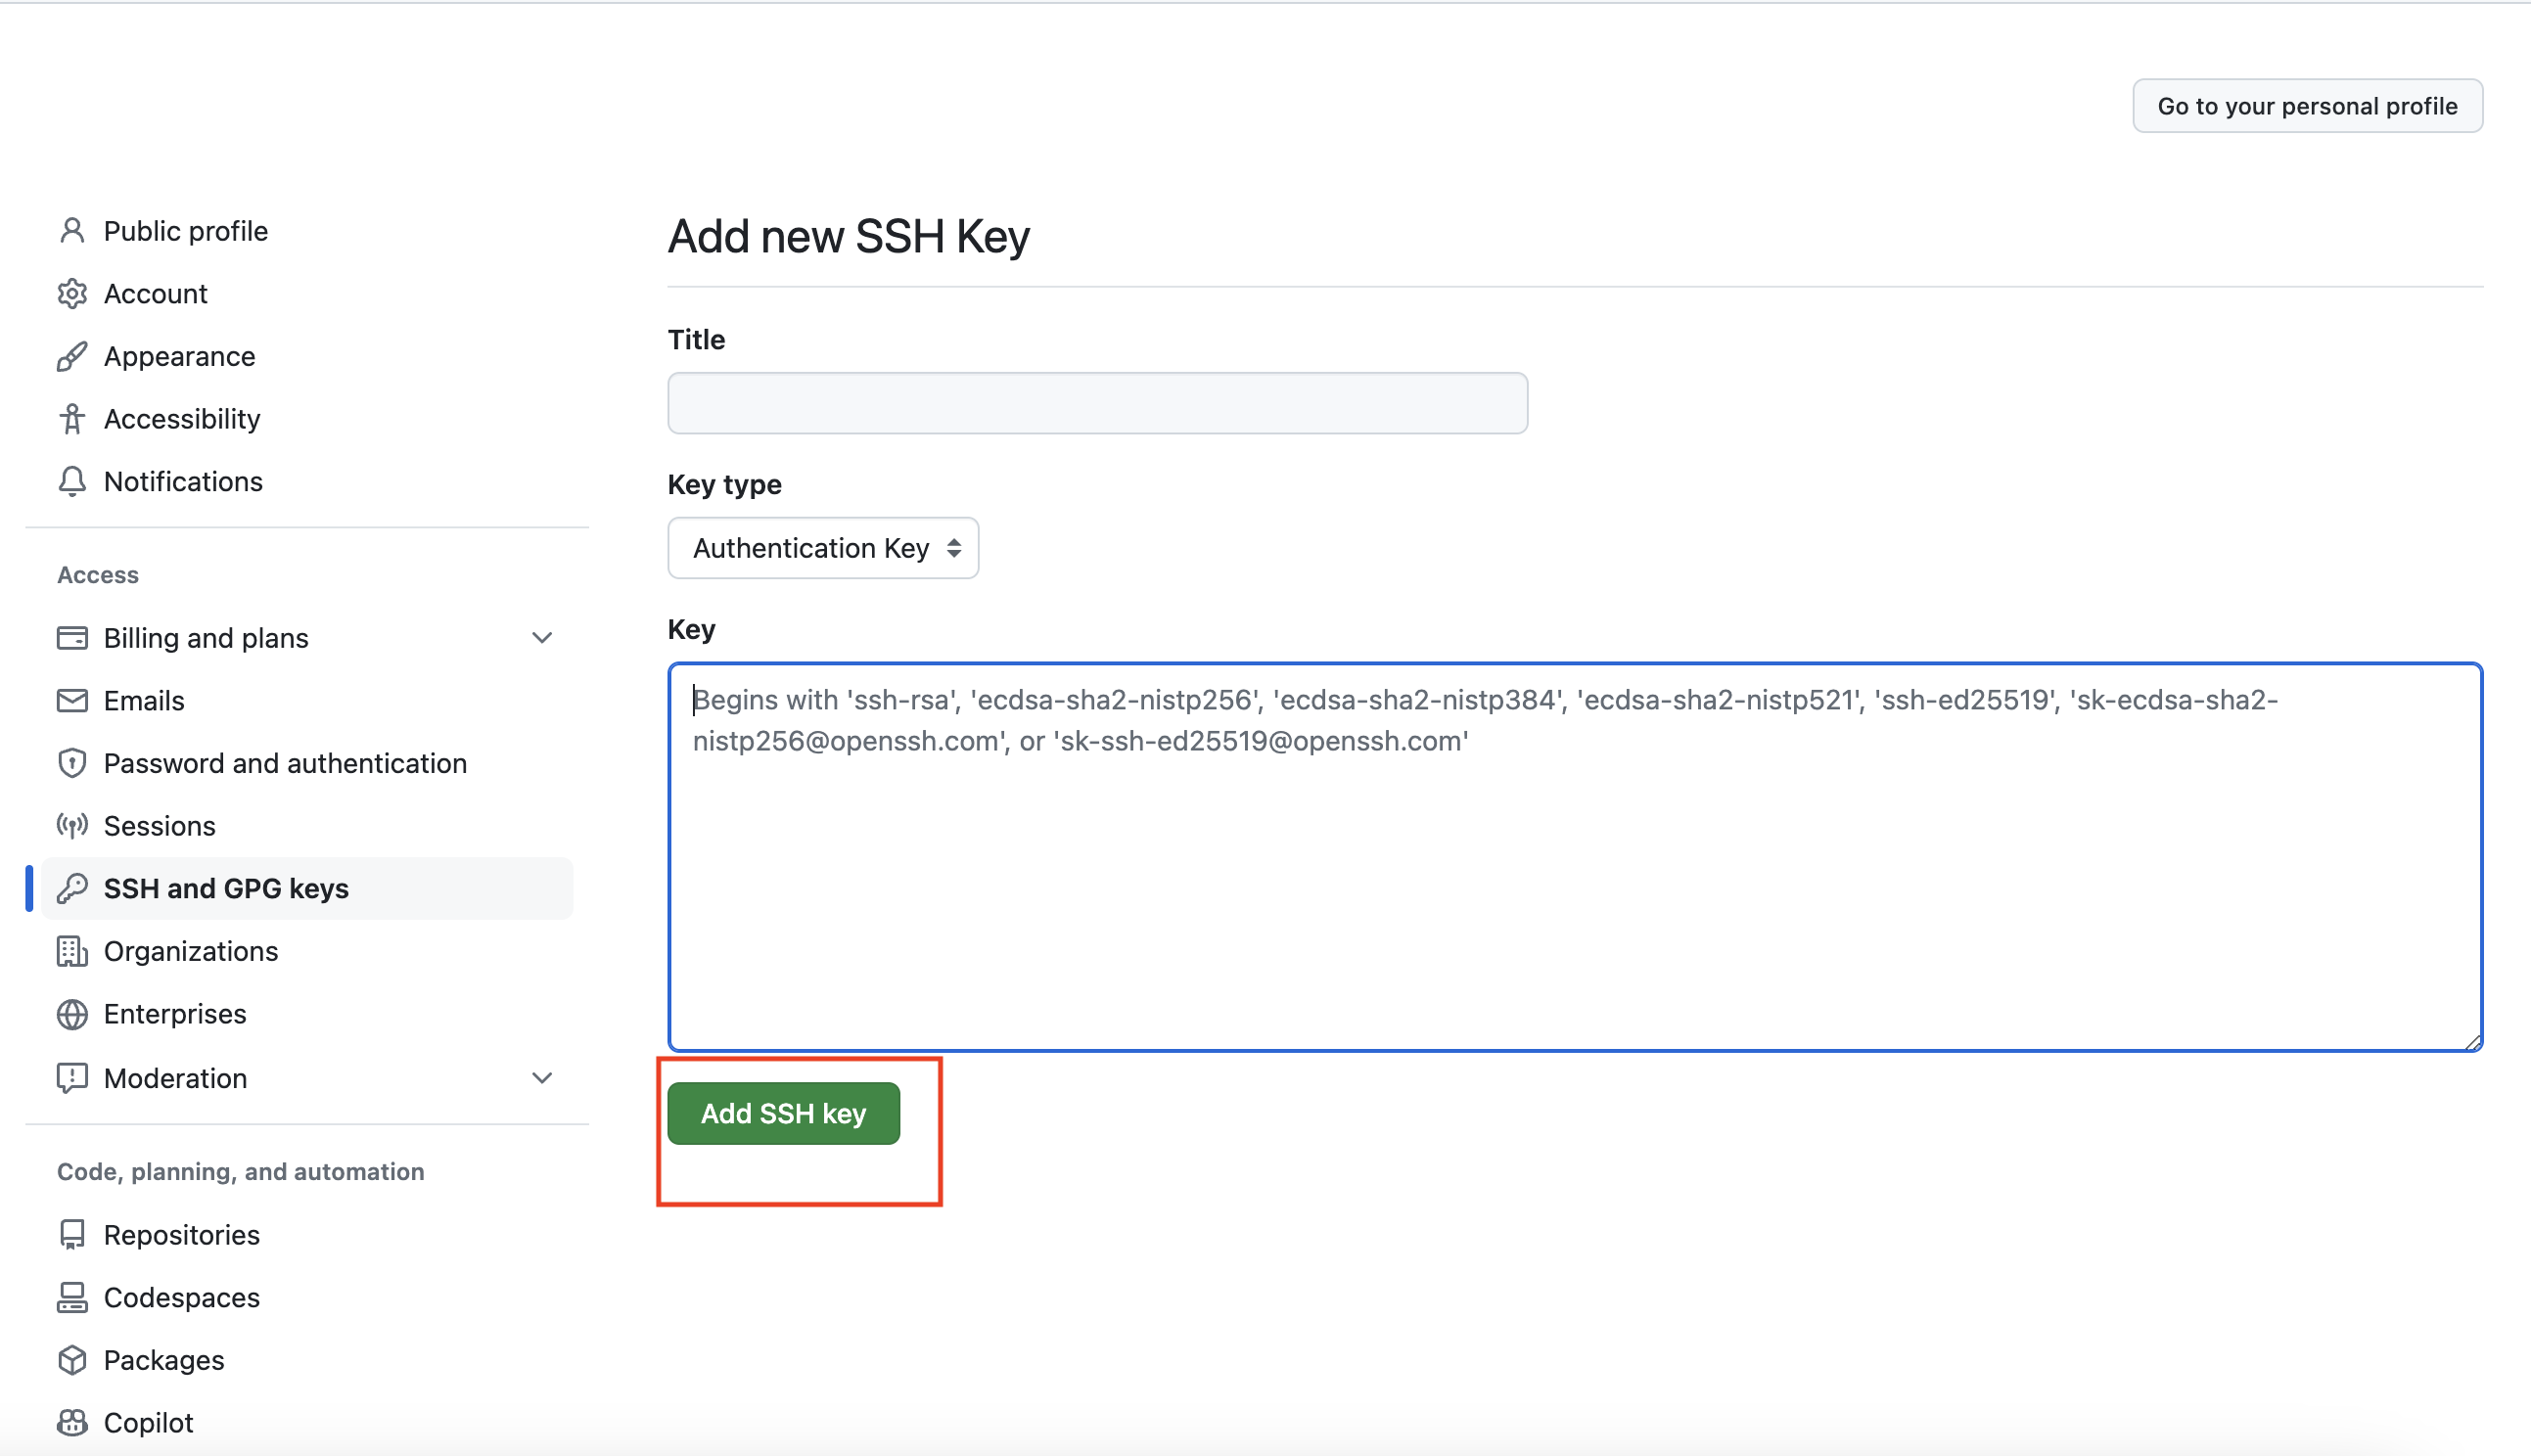 Go to your personal profile
Public profile
Account
Appearance
Accessibility
Notifications
Access
Billing and plans
Emails
Password and authentication
Sessions
SSH and GPG keys
Organizations
Enterprises
Moderation
Code, planning, and automation
Repositories
Codespaces
Packages
Copilot
Add new SSH Key
Title
Key type
Authentication Key
Key
Begins with 'ssh-rsa', 'ecdsa-sha2-nistp256', 'ecdsa-sha2-nistp384', 'ecdsa-sha2-nistp521', 'ssh-ed25519', 'sk-ecdsa-sha2-
nistp256@openssh.com', or 'sk-ssh-ed25519@openssh.com'
Add SSH key